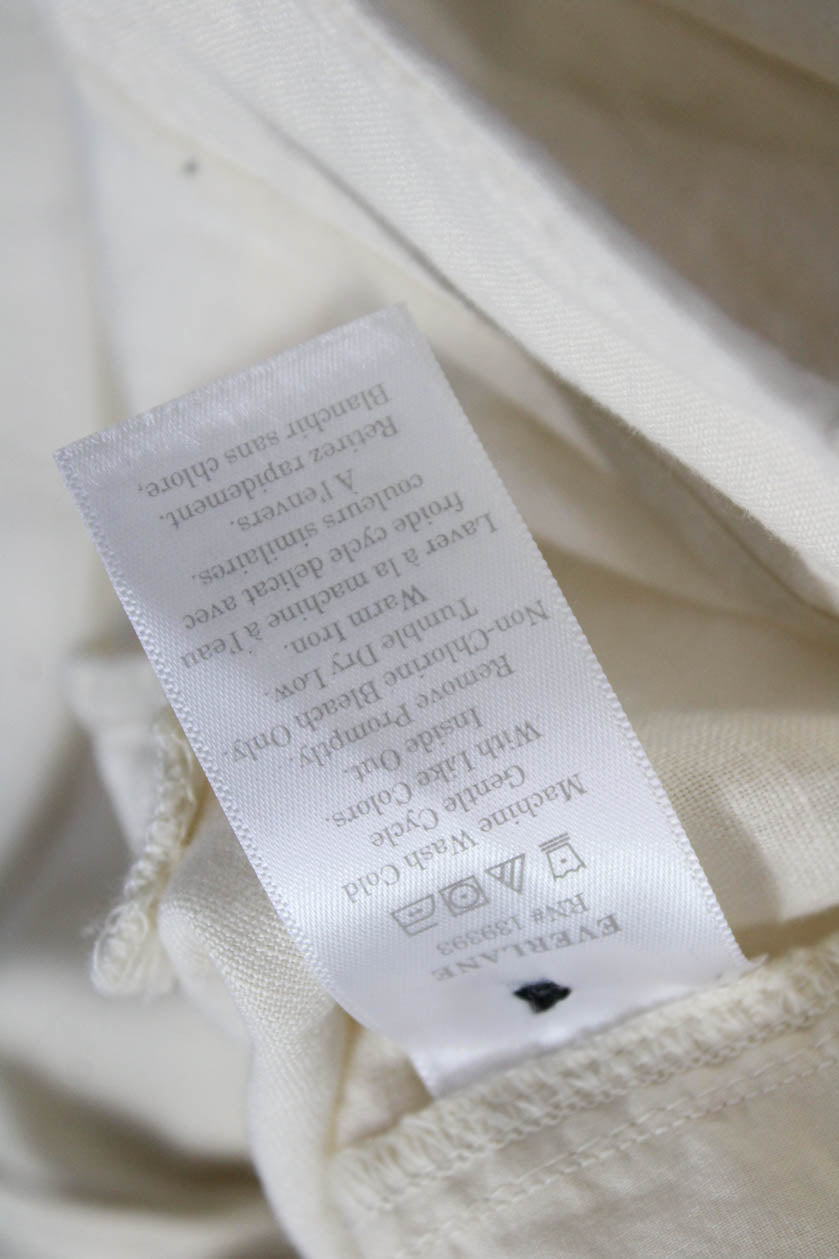 EVERLANE
RN# 139393
Machine Wash Cold
Gentle Cycle
With Like Colors.
Inside Out.
Remove Promptly.
Non-Chlorine Bleach Only.
Tumble Dry Low.
Warm Iron.
Laver à la machine à l'eau
froide cycle delicat avec
couleurs similaires.
À l'envers.
Retirez rapidement.
Blanchir sans chlore,